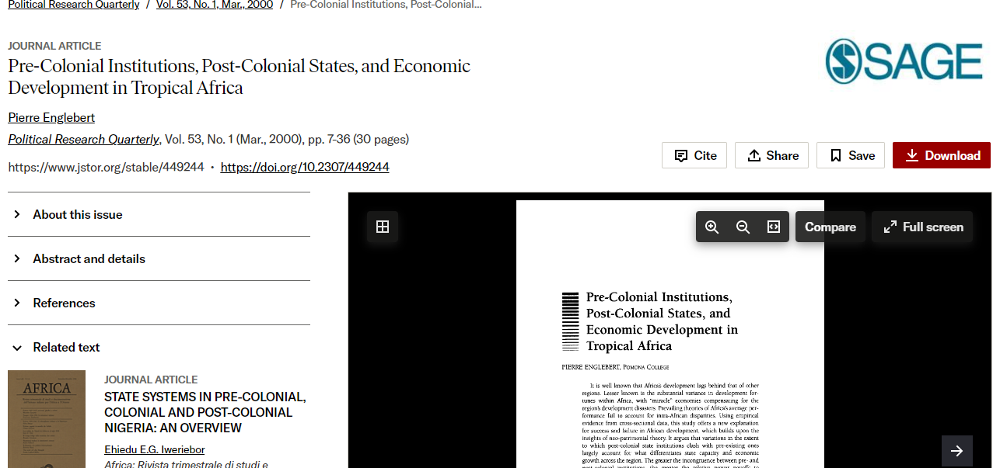 Political Research Quarterly / Vol. 53, No. 1, Mar., 2000 / Pre-Colonial Institutions, Post-Colonial...
JOURNAL ARTICLE
Pre-Colonial Institutions, Post-Colonial States, and Economic
Development in Tropical Africa
SAGE
Pierre Englebert
Political Research Quarterly, Vol. 53, No. 1 (Mar., 2000), pp. 7-36 (30 pages)
https://www.jstor.org/stable/449244 • https://doi.org/10.2307/449244
Cite
Share
Save
Download
About this issue
Abstract and details
References
Related text
AFRICA
JOURNAL ARTICLE
STATE SYSTEMS IN PRE-COLONIAL,
COLONIAL AND POST-COLONIAL
NIGERIA: AN OVERVIEW
Ehiedu E.G. Iweriebor
Africa: Rivista trimestrale di studi e
Compare
Full screen
Pre-Colonial Institutions,
Post-Colonial States, and
Economic Development in
Tropical Africa
PIERRE ENGLEBERT, POMONA COLLEGE
It is well known that Africa's development lags behind that of other
regions. Lesser known is the substantial variance in development for-
tunes within Africa, with "miracle" economies compensating for the
region's development disasters. Prevailing theories of Africa's average per-
formance fail to account for intra-African disparities. Using empirical
evidence from cross-sectional data, this study offers a new explanation
for success and failure in African development, which builds upon the
insights of neo-patrimonial theory. It argues that variations in the extent
to which post-colonial state institutions clash with pre-existing ones
largely account for what differentiates state capacity and economic
growth across the region. The greater the incongruence between pre- and
post-colonial institutions, the greater the relative power payoffs to